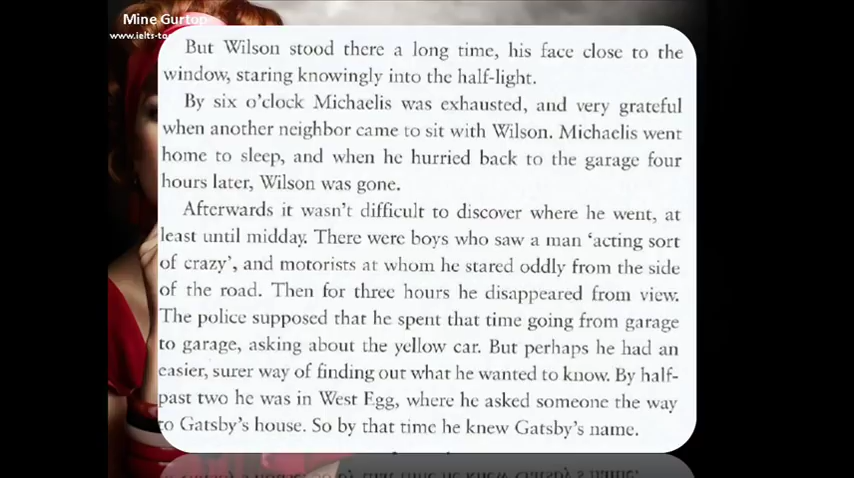 Mine Gurtop
But Wilson stood there a long time, his face close to the
window, staring knowingly into the half-light.
By six o'clock Michaelis was exhausted, and very grateful
when another neighbor came to sit with Wilson. Michaelis went
home to sleep, and when he hurried back to the garage four
hours later, Wilson was gone.
Afterwards it wasn't difficult to discover where he went, at
least until midday. There were boys who saw a man 'acting sort
of crazy', and motorists at whom he stared oddly from the side
of the road. Then for three hours he disappeared from view.
The police supposed that he spent that time going from garage
to garage, asking about the yellow car. But perhaps he had an
easier, surer way of finding out what he wanted to know. By half-
past two he was in West Egg, where he asked someone the way
to Gatsby's house. So by that time he knew Gatsby's name.